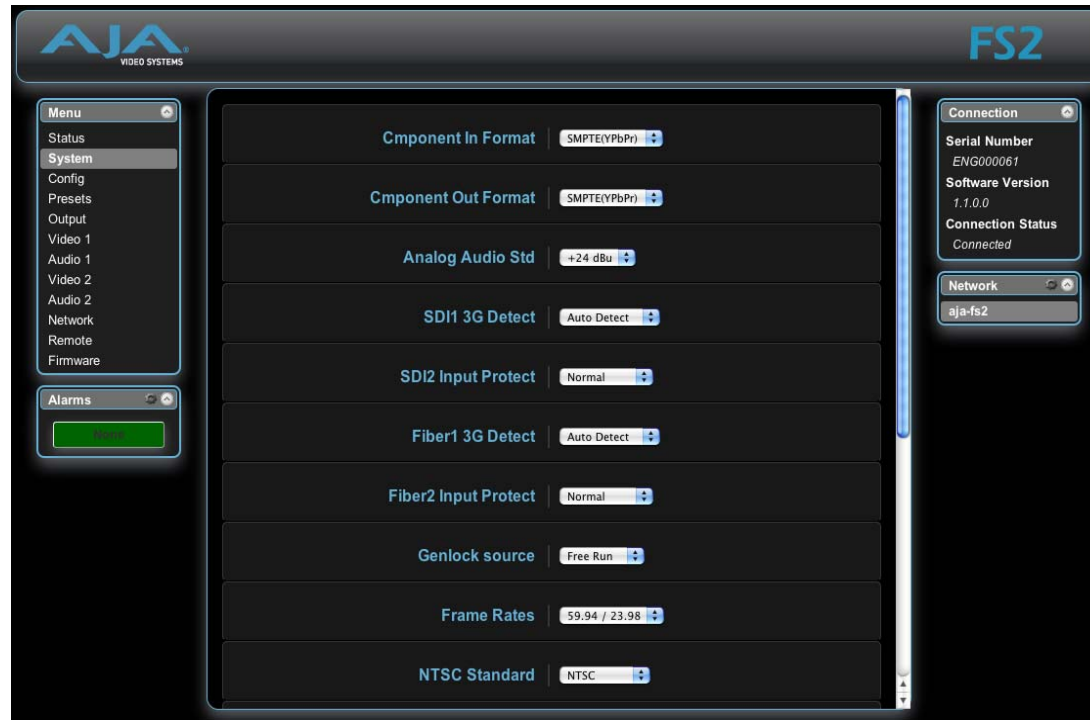 AJA
VIDEO SYSTEMS
FS2
Menu
Status
System
Config
Presets
Output
Video 1
Audio 1
Video 2
Audio 2
Network
Remote
Firmware
Alarms
None
Cmponent In Format SMPTE(YPbPr)
Cmponent Out Format SMPTE(YPbPr)
Analog Audio Std +24 dBu
SDI1 3G Detect Auto Detect
SDI2 Input Protect Normal
Fiber1 3G Detect Auto Detect
Fiber2 Input Protect Normal
Genlock source Free Run
Frame Rates 59.94 / 23.98
NTSC Standard NTSC
Connection
Serial Number
ENG000061
Software Version
1.1.0.0
Connection Status
Connected
Network
aja-fs2